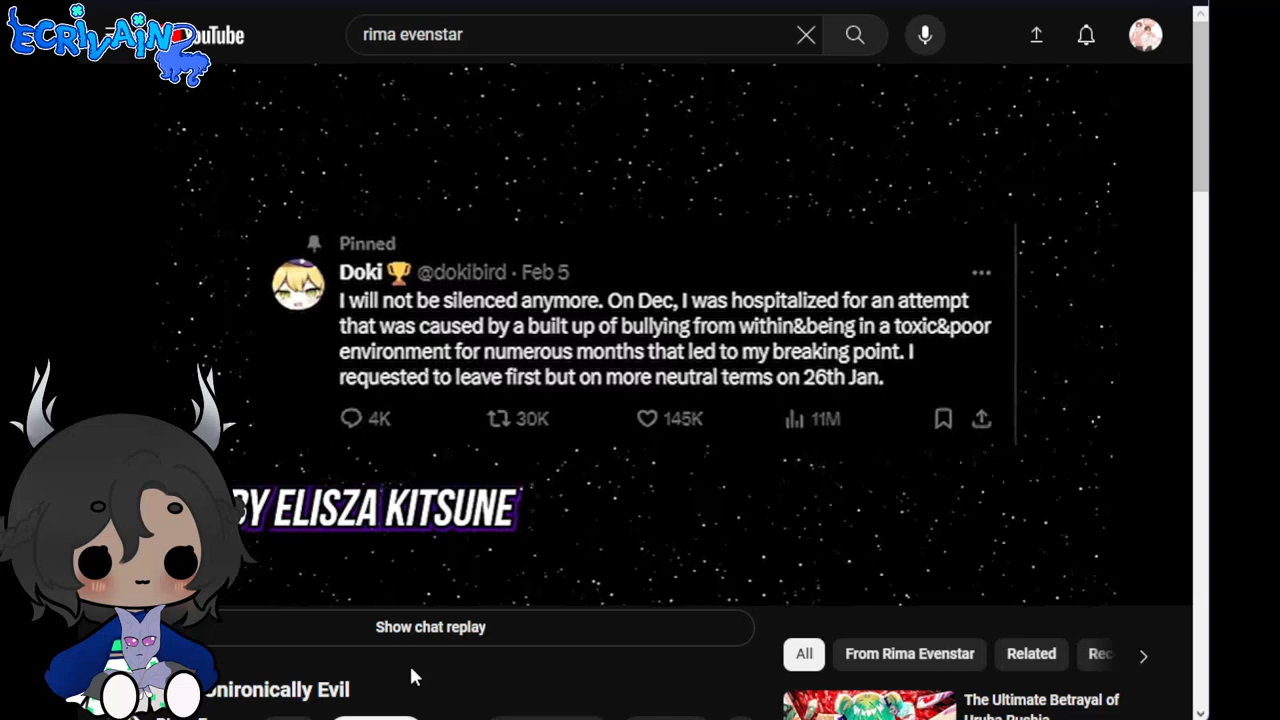 ECRIVAIN
YouTube
rima evenstar
Pinned
Doki 🏆 @dokibird · Feb 5
I will not be silenced anymore. On Dec, I was hospitalized for an attempt
that was caused by a built up of bullying from within&being in a toxic&poor
environment for numerous months that led to my breaking point. I
requested to leave first but on more neutral terms on 26th Jan.
4K 30K 145K 11M
BY ELISZA KITSUNE
Show chat replay
All From Rima Evenstar Related Rec
Unironically Evil
The Ultimate Betrayal of